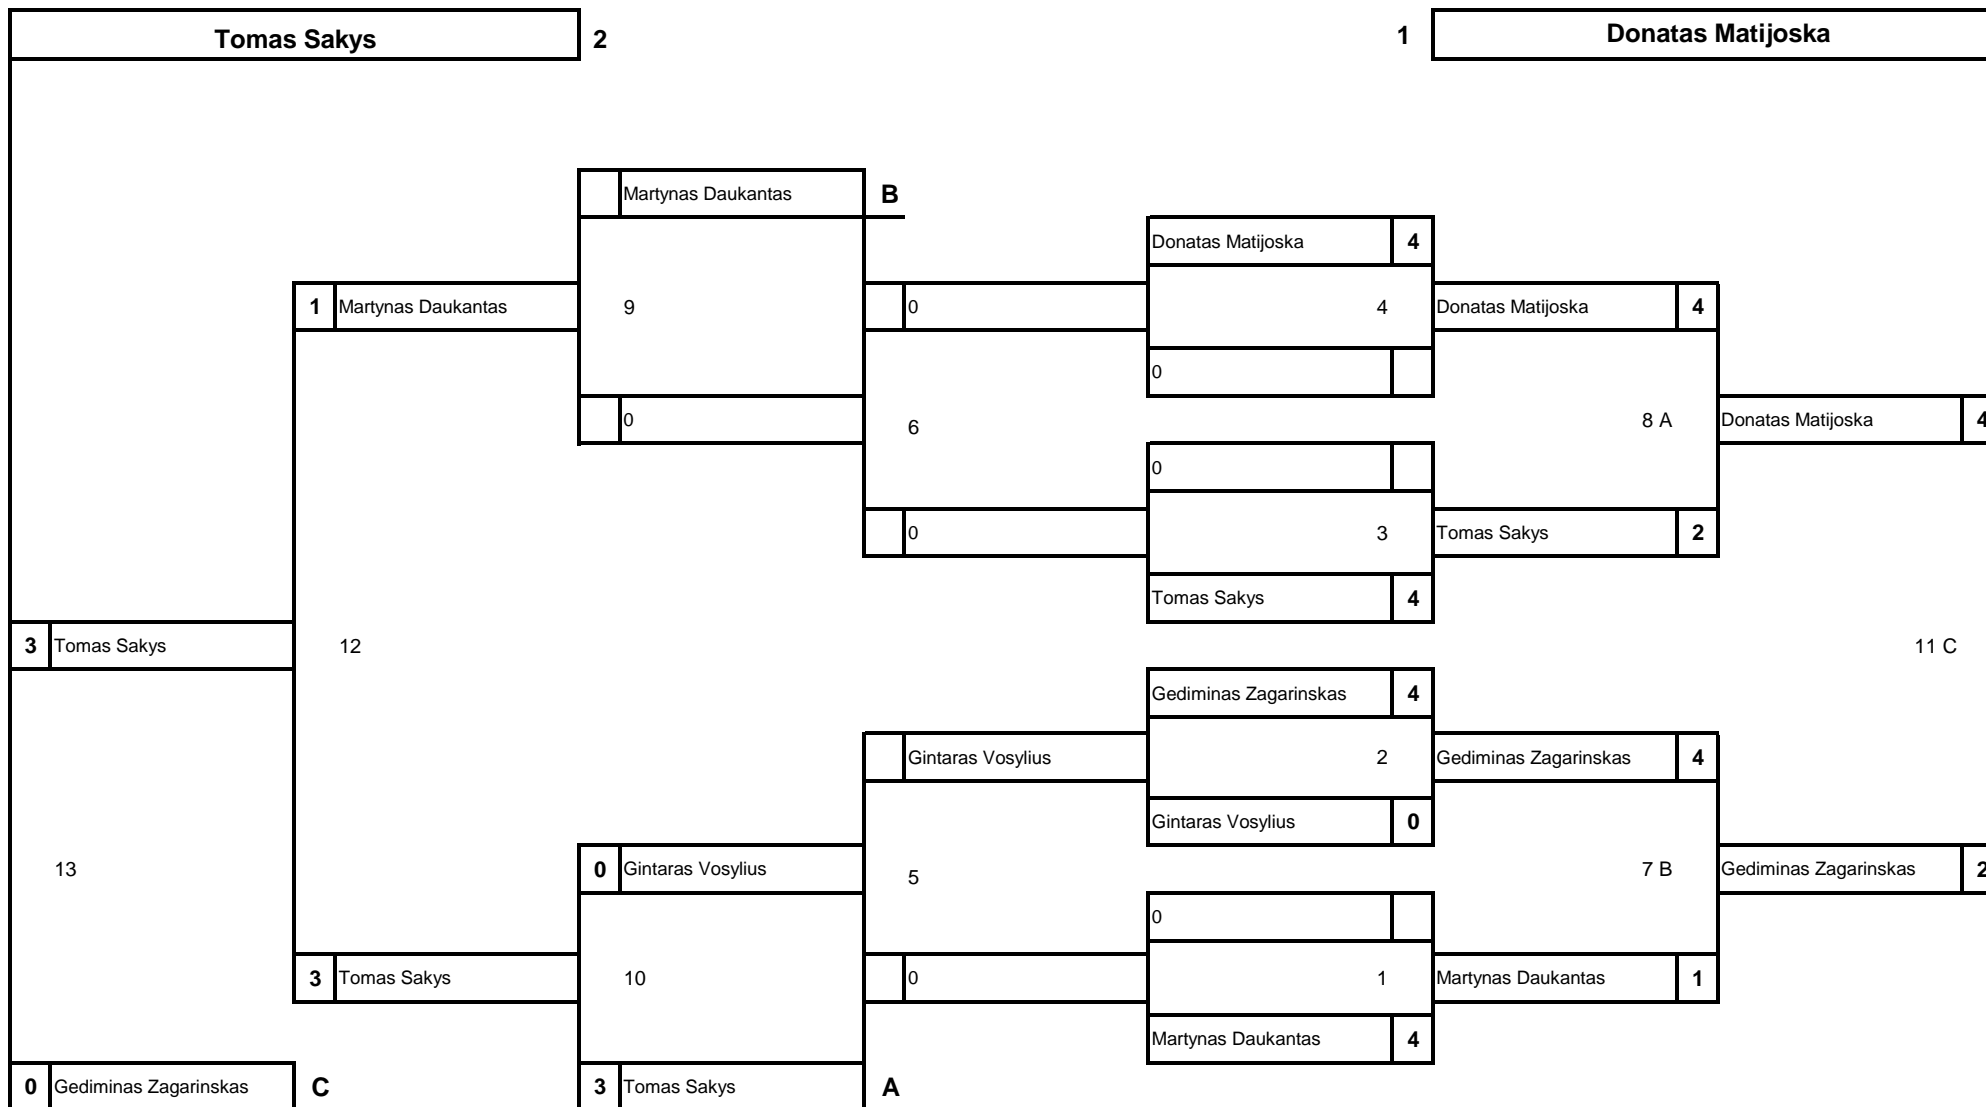 Tomas Sakys 2 1 Donatas Matijoska
Martynas Daukantas B
Donatas Matijoska 4
1 Martynas Daukantas 9 0 4 Donatas Matijoska 4
0
0 6 8 A Donatas Matijoska 4
0
0 3 Tomas Sakys 2
Tomas Sakys 4
3 Tomas Sakys 12 11 C
Gediminas Zagarinskas 4
Gintaras Vosylius 2 Gediminas Zagarinskas 4
Gintaras Vosylius 0
13 0 Gintaras Vosylius 5 7 B Gediminas Zagarinskas 2
0
3 Tomas Sakys 10 0 1 Martynas Daukantas 1
Martynas Daukantas 4
0 Gediminas Zagarinskas C 3 Tomas Sakys A